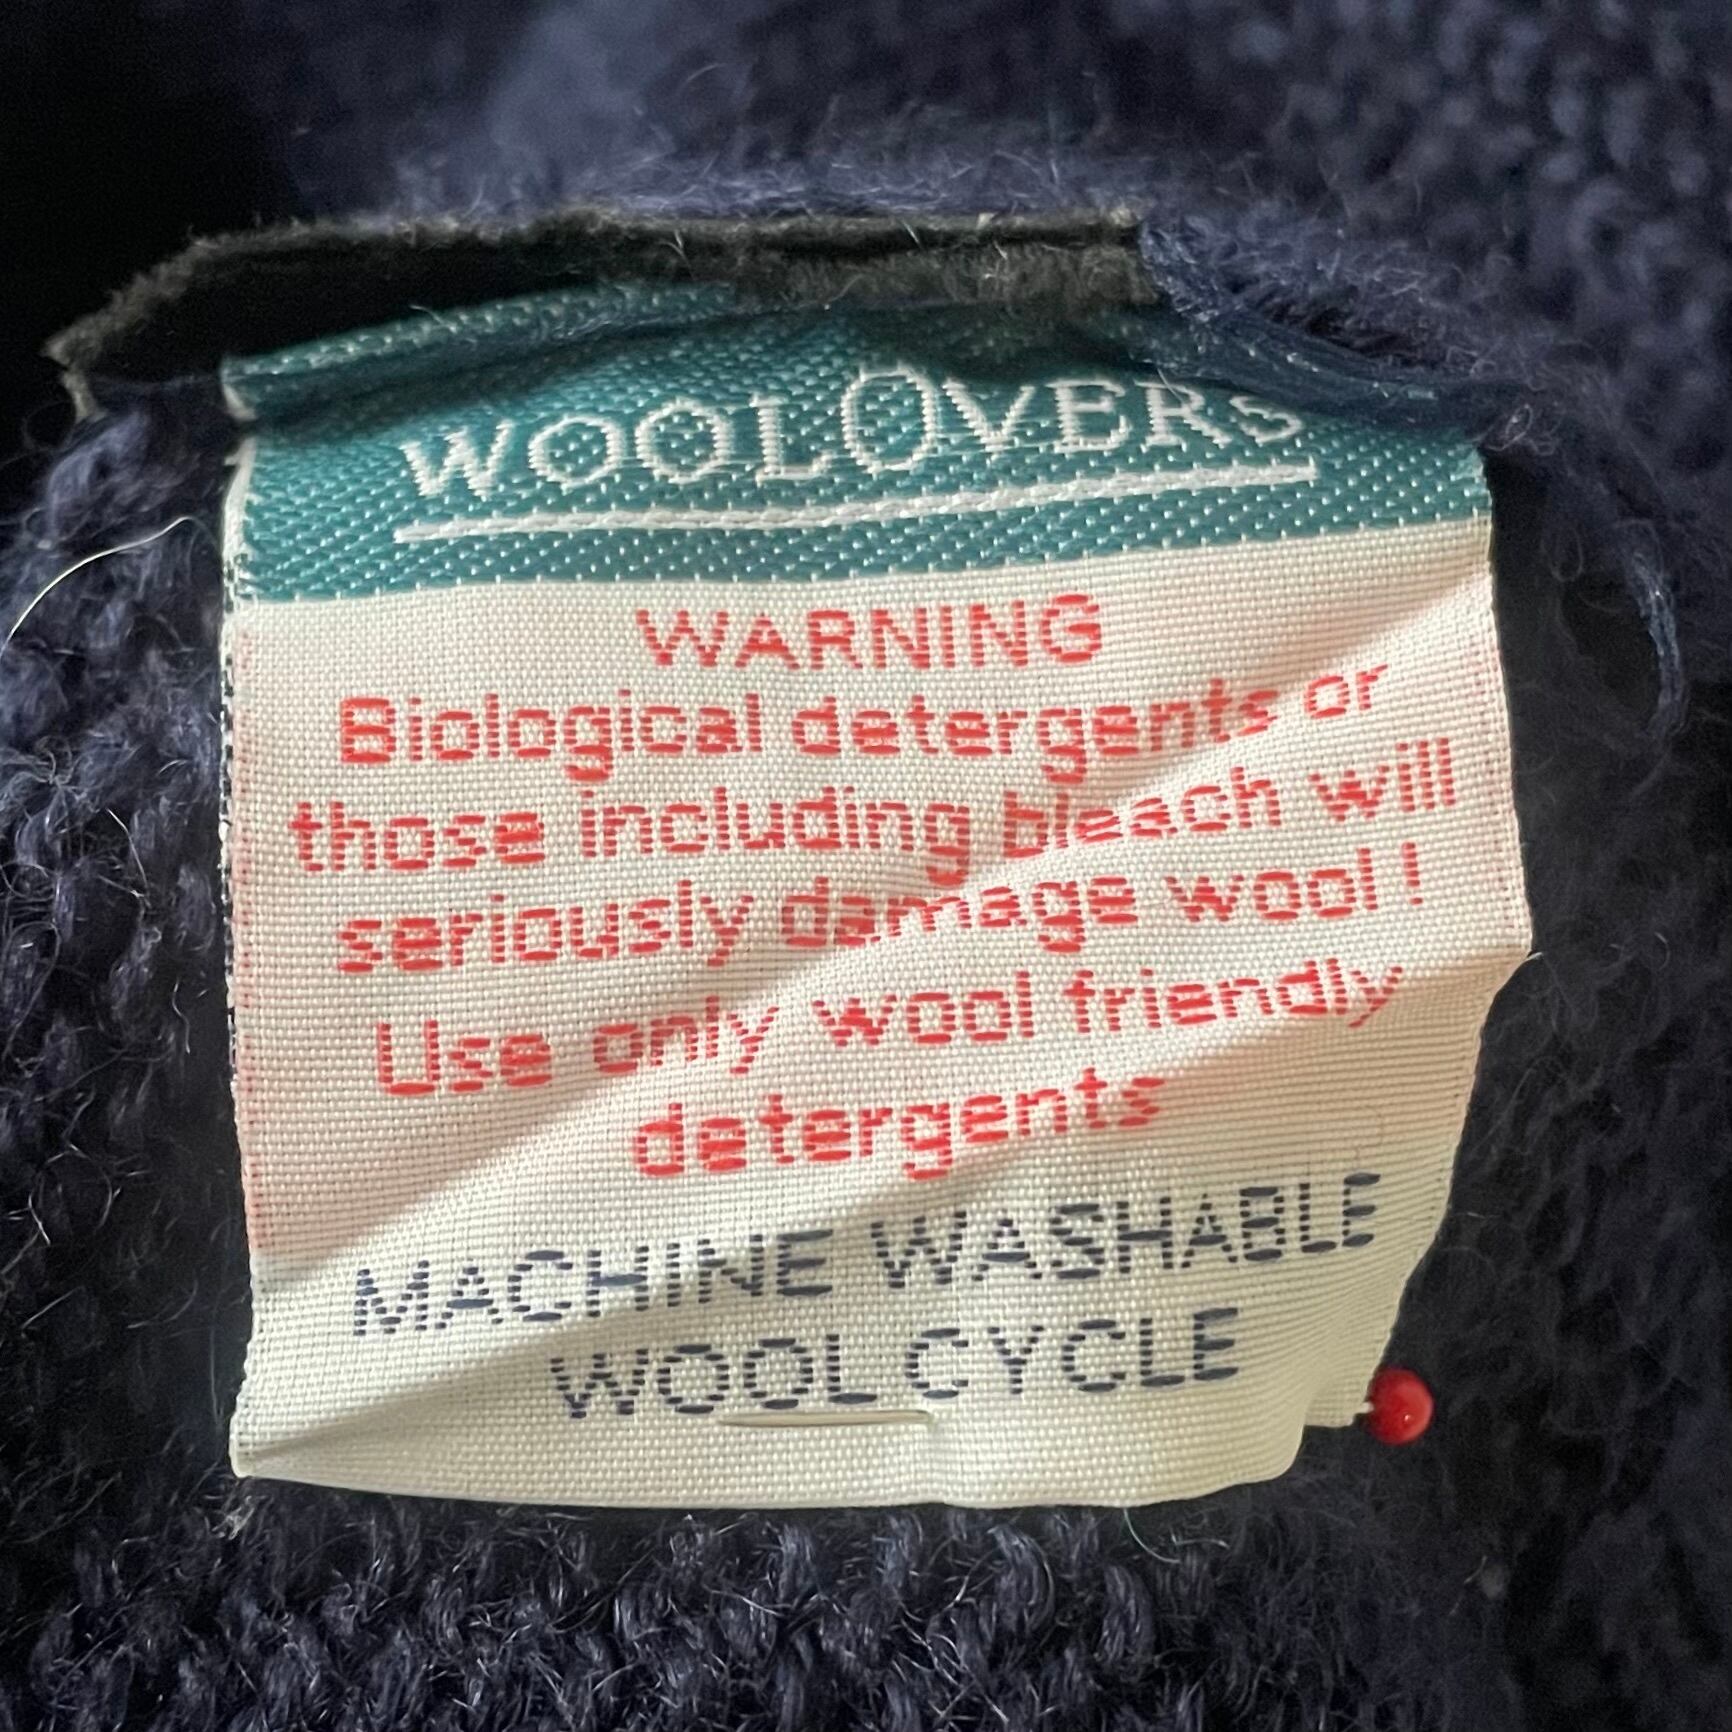 WOOLOVERS
WARNING
Biological detergents or
those including bleach will
seriously damage wool !
Use only wool friendly
detergents
MACHINE WASHABLE
WOOL CYCLE